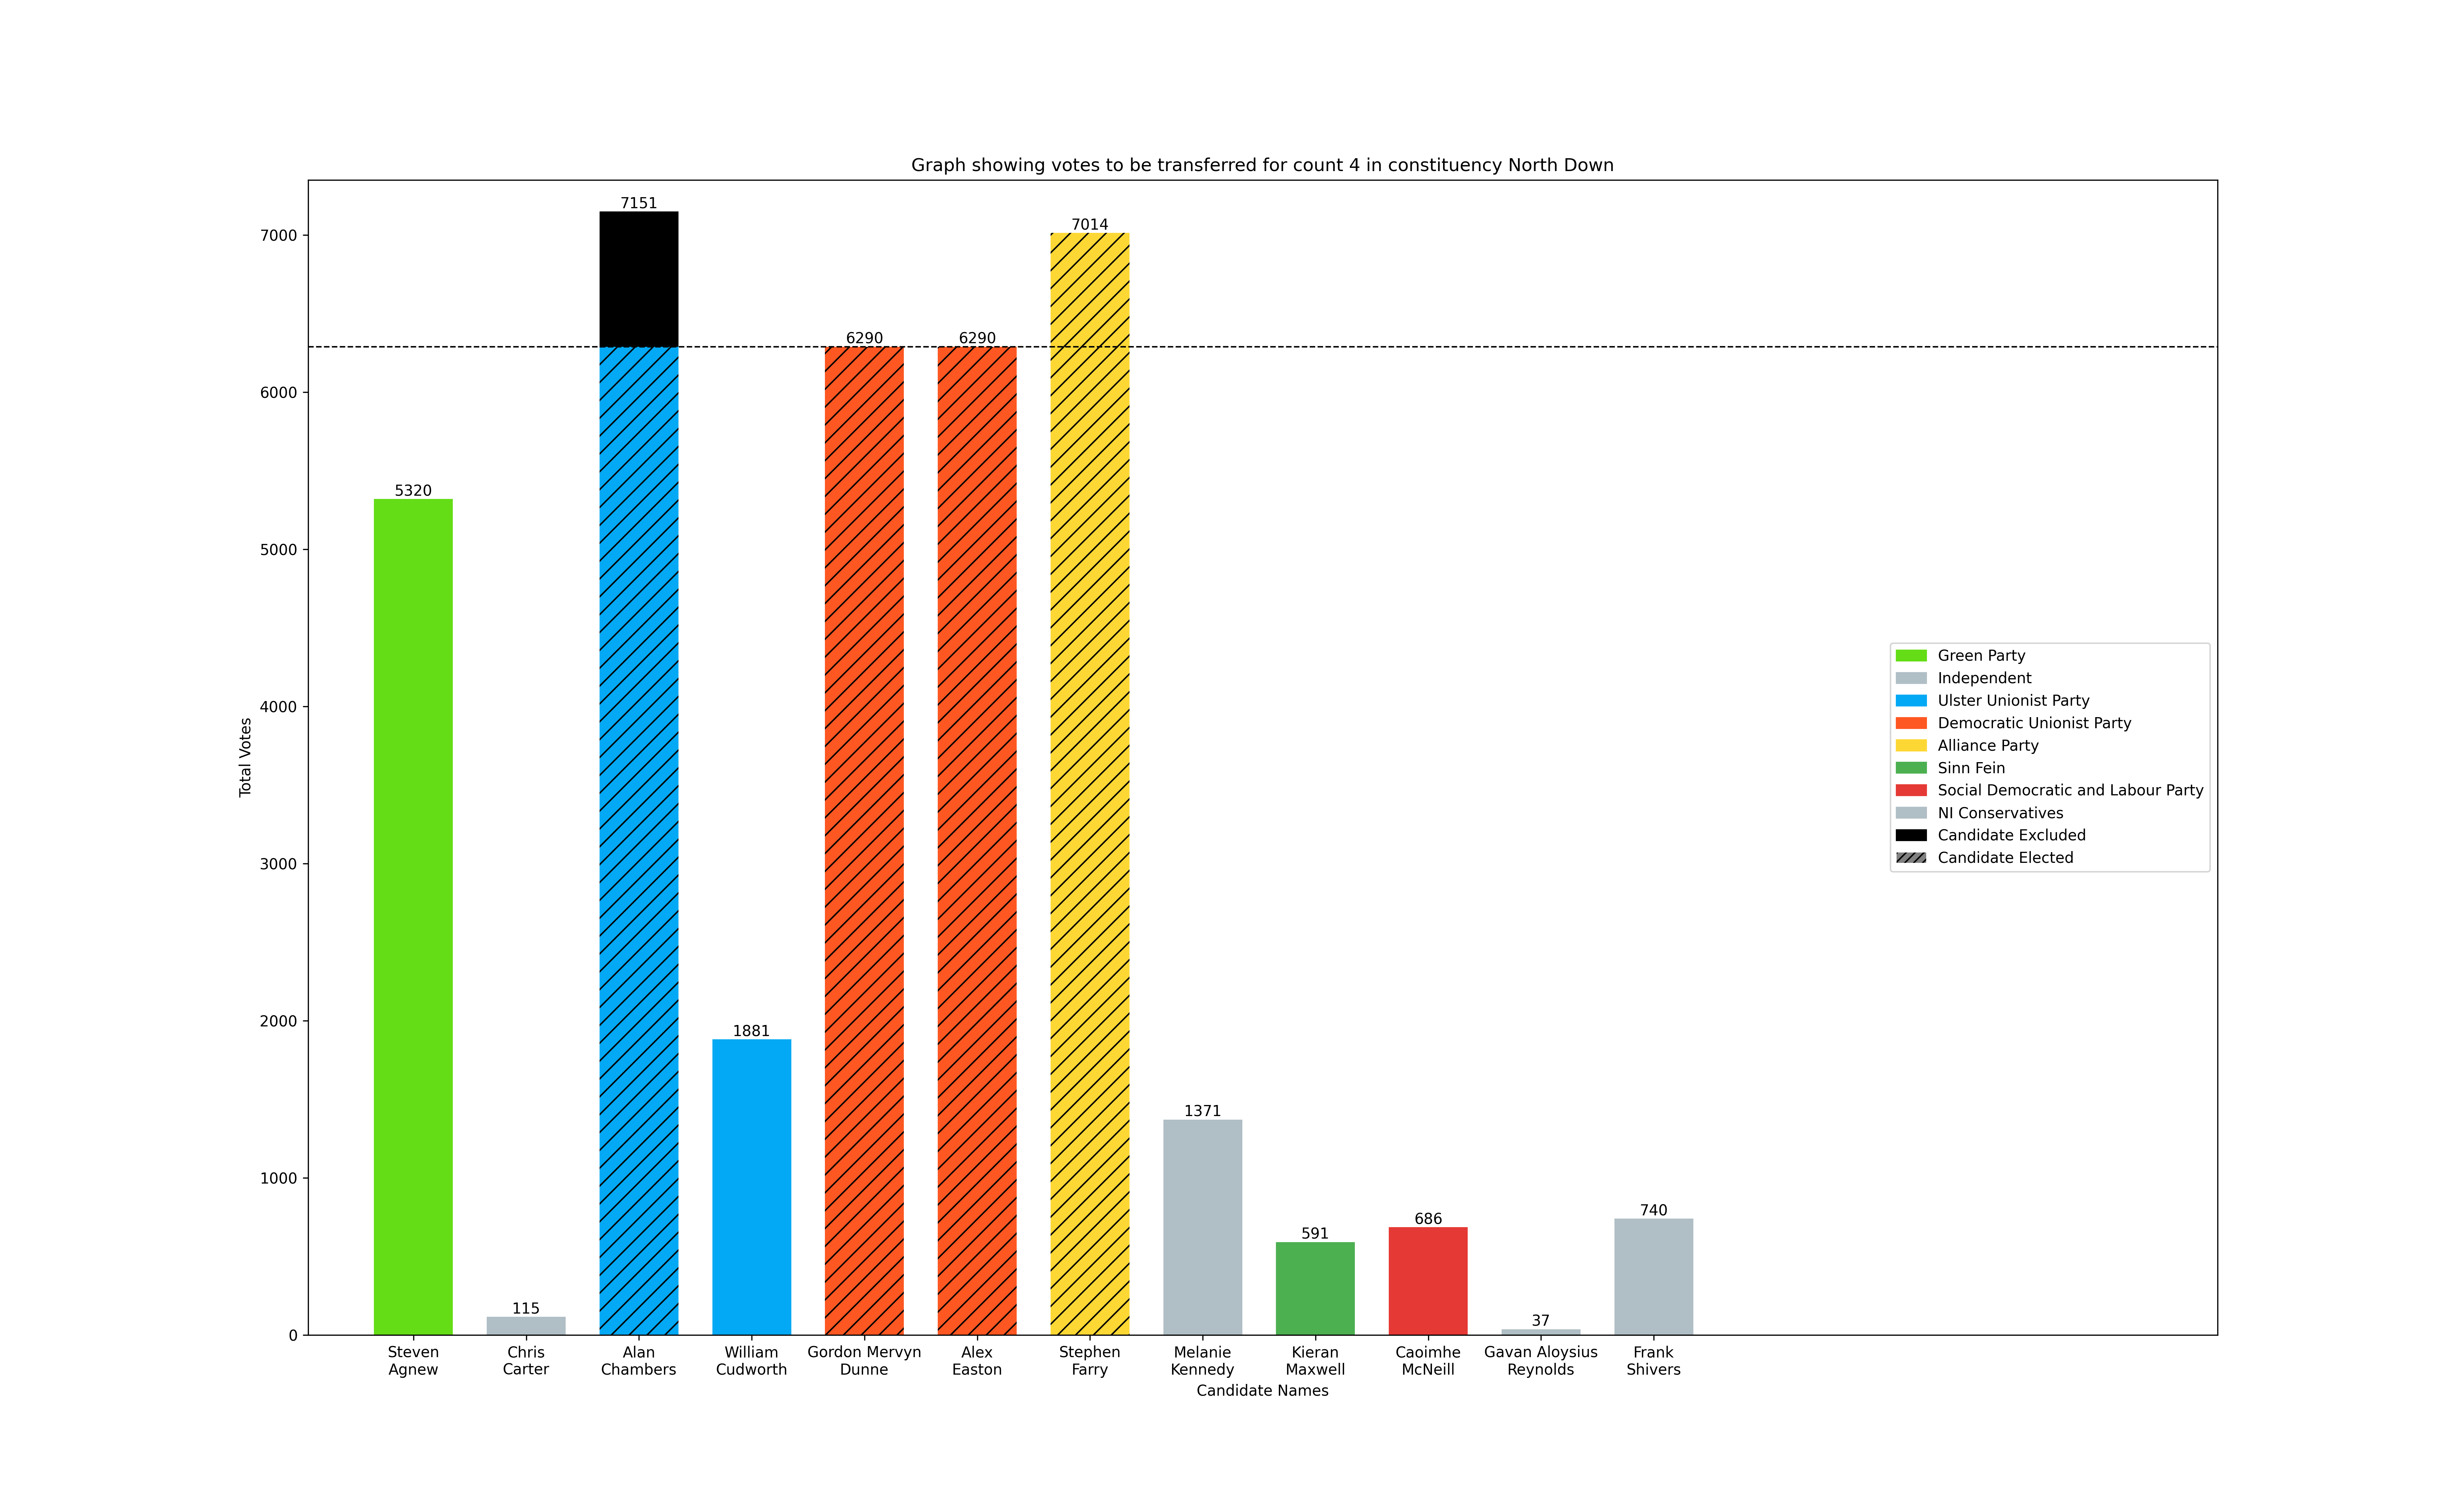 Graph showing votes to be transferred for count 4 in constituency North Down
7151
7014
7000
6290
6290
6000
5320
5000
4000
3000
2000
1000
0
Total Votes
1881
1371
591
686
740
115
37
Green Party
Independent
Ulster Unionist Party
Democratic Unionist Party
Alliance Party
Sinn Fein
Social Democratic and Labour Party
NI Conservatives
Candidate Excluded
Candidate Elected
Steven
Agnew
Chris
Carter
Alan
Chambers
William
Cudworth
Gordon Mervyn
Dunne
Alex
Easton
Stephen
Farry
Melanie
Kennedy
Kieran
Maxwell
Caoimhe
McNeill
Gavan Aloysius
Reynolds
Frank
Shivers
Candidate Names